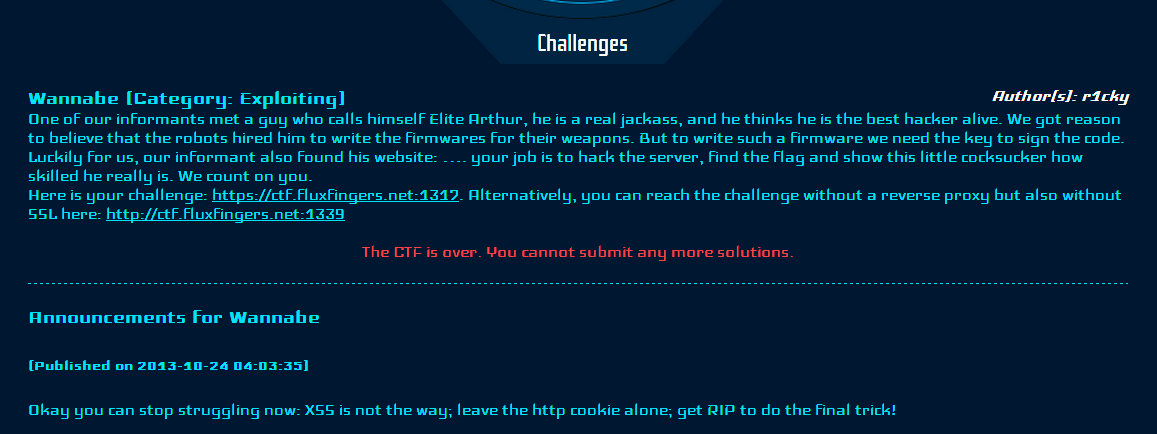 Challenges
Wannabe [Category: Exploiting]
Author[s]: r1cky
One of our informants met a guy who calls himself Elite Arthur, he is a real jackass, and he thinks he is the best hacker alive. We got reason
to believe that the robots hired him to write the firmwares for their weapons. But to write such a firmware we need the key to sign the code.
Luckily for us, our informant also found his website: .... your job is to hack the server, find the flag and show this little cocksucker how
skilled he really is. We count on you.
Here is your challenge: https://ctf.fluxfingers.net:1317. Alternatively, you can reach the challenge without a reverse proxy but also without
SSL here: http://ctf.fluxfingers.net:1339
The CTF is over. You cannot submit any more solutions.
Announcements for Wannabe
[Published on 2013-10-24 04:03:35]
Okay you can stop struggling now: XSS is not the way; leave the http cookie alone; get RIP to do the final trick!